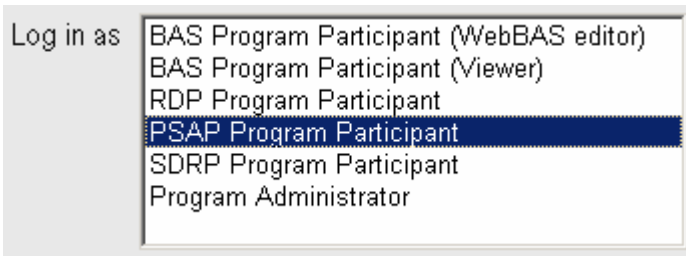 Log in as
BAS Program Participant (WebBAS editor)
BAS Program Participant (Viewer)
RDP Program Participant
PSAP Program Participant
SDRP Program Participant
Program Administrator